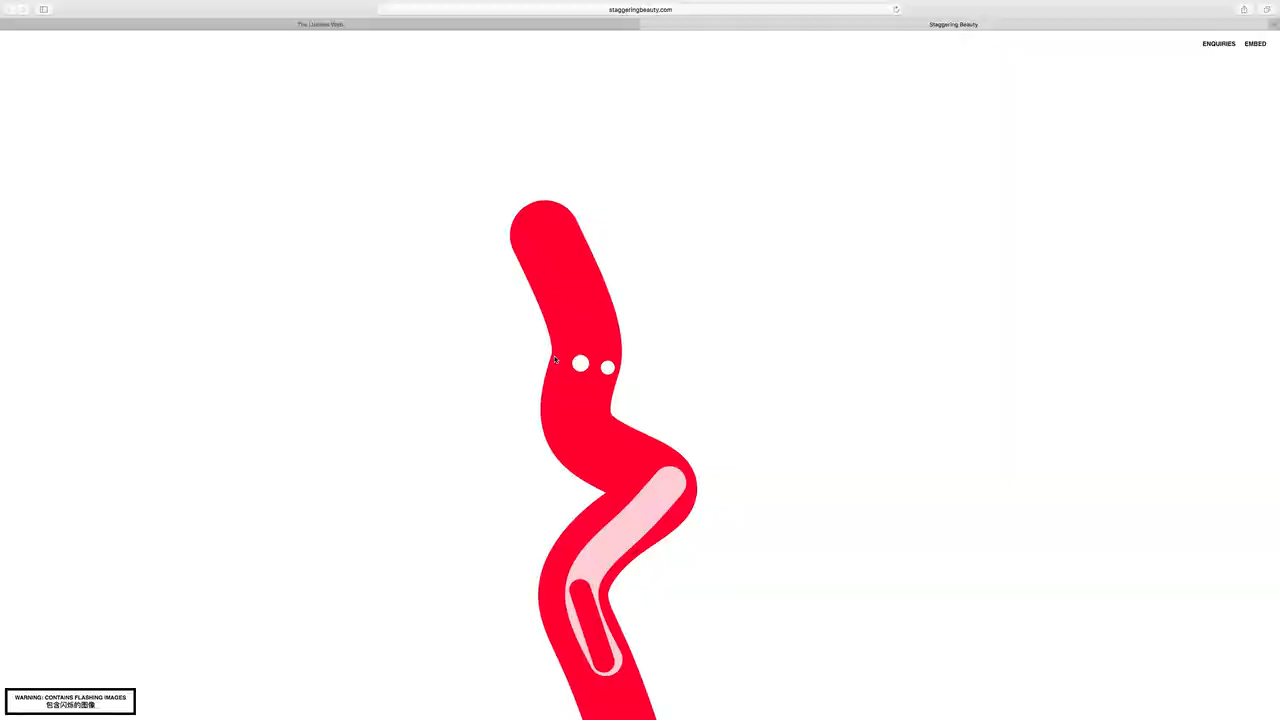 staggeringbeauty.com
The Useless Web
Staggering Beauty
ENQUIRIES EMBED
WARNING: CONTAINS FLASHING IMAGES
包含闪烁的图像